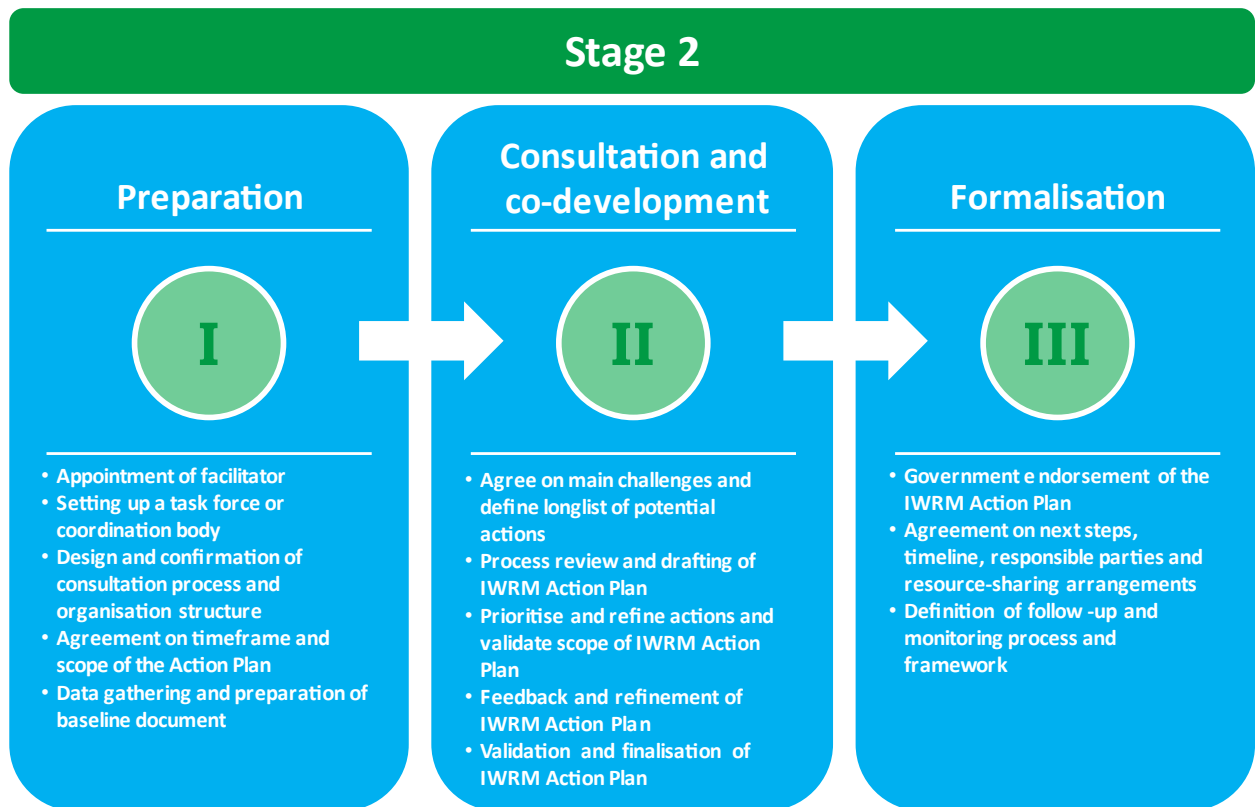 Stage 2
Preparation
I
• Appointment of facilitator
• Setting up a task force or
coordination body
• Design and confirmation of
consultation process and
organisation structure
• Agreement on timeframe and
scope of the Action Plan
• Data gathering and preparation of
baseline document
Consultation and
co-development
II
• Agree on main challenges and
define longlist of potential
actions
• Process review and drafting of
IWRM Action Plan
• Prioritise and refine actions and
validate scope of IWRM Action
Plan
• Feedback and refinement of
IWRM Action Plan
• Validation and finalisation of
IWRM Action Plan
Formalisation
III
• Government endorsement of the
IWRM Action Plan
• Agreement on next steps,
timeline, responsible parties and
resource-sharing arrangements
• Definition of follow-up and
monitoring process and
framework